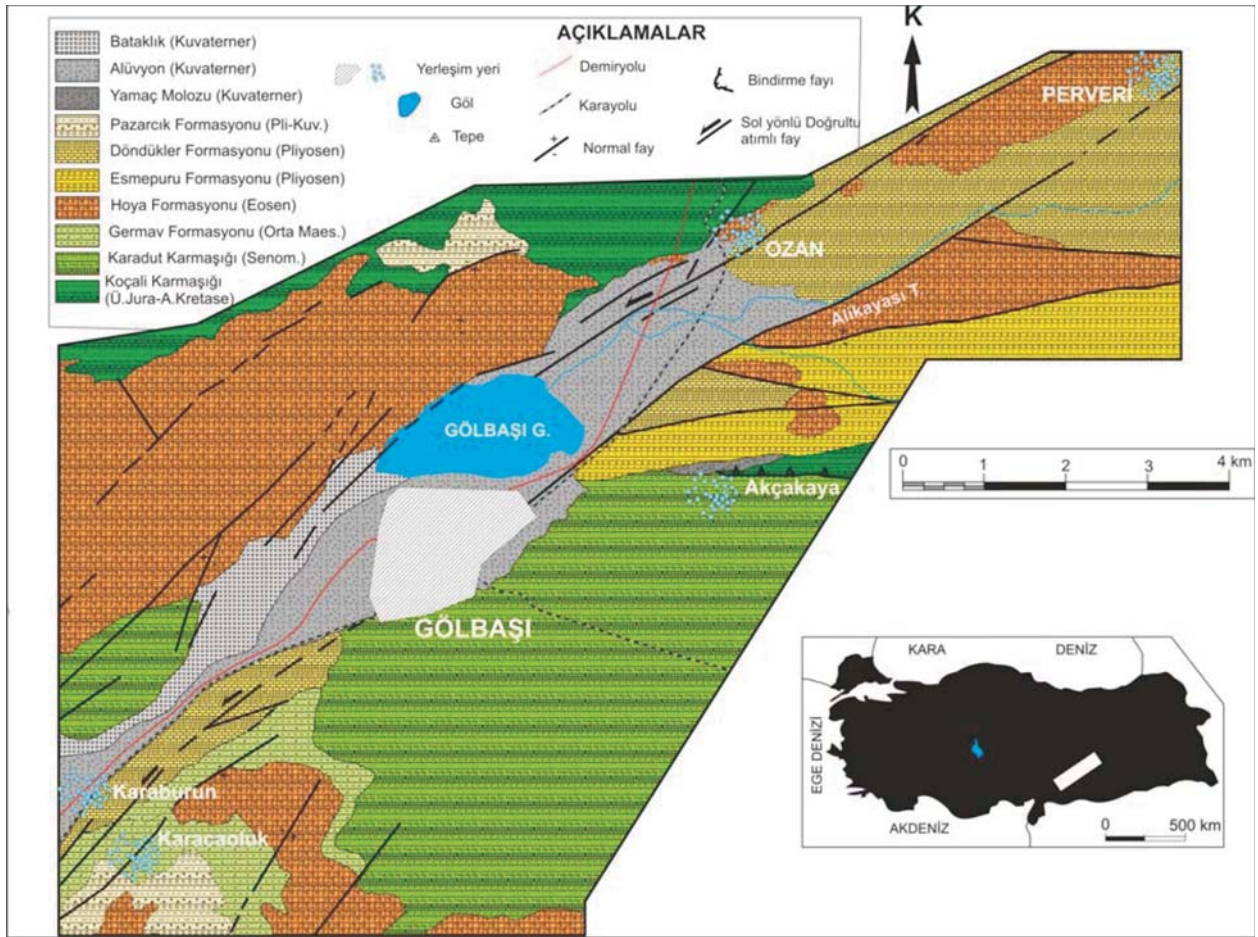 AÇIKLAMALAR
Bataklık (Kuvaterner)
Alüvyon (Kuvaterner)
Yamaç Molozu (Kuvaterner)
Pazarcık Formasyonu (Pli-Kuv.)
Döndükler Formasyonu (Pliyosen)
Esmepuru Formasyonu (Pliyosen)
Hoya Formasyonu (Eosen)
Germav Formasyonu (Orta Maes.)
Karadut Karmaşığı (Senom.)
Koçali Karmaşığı
(Ü.Jura-A.Kretase)
Yerleşim yeri
Göl
Tepe
Demiryolu
Karayolu
+
-
Normal fay
Bindirme fayı
Sol yönlü Doğrultu
atımlı fay
K
PERVERİ
OZAN
Alikayası T.
GÖLBAŞI G.
Akçakaya
GÖLBAŞI
Karaburun
Karacaoluk
0 1 2 3 4 km
KARA DENİZ
EGE DENİZİ
AKDENİZ
0 500 km